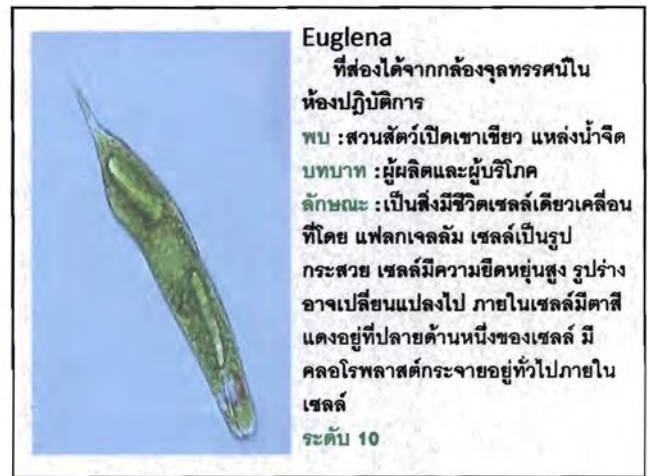 Euglena
ที่ส่องได้จากกล้องจุลทรรศน์ใน
ห้องปฏิบัติการ
พบ :สวนสัตว์เปิดเขาเขียว แหล่งน้ำจืด
บทบาท :ผู้ผลิตและผู้บริโภค
ลักษณะ :เป็นสิ่งมีชีวิตเซลล์เดียวเคลื่อน
ที่โดย แฟลกเจลลัม เซลล์เป็นรูป
กระสวย เซลล์มีความยืดหยุ่นสูง รูปร่าง
อาจเปลี่ยนแปลงไป ภายในเซลล์มีตาสี
แดงอยู่ที่ปลายด้านหนึ่งของเซลล์ มี
คลอโรพลาสต์กระจายอยู่ทั่วไปภายใน
เซลล์
ระดับ 10